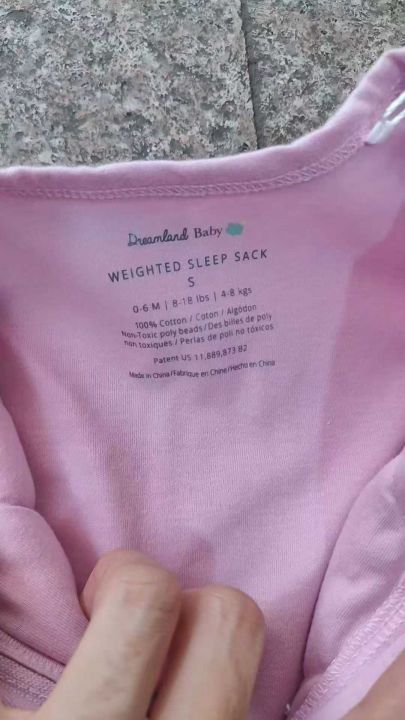 Dreamland Baby
WEIGHTED SLEEP SACK
S
0-6 M | 8-18 lbs | 4-8 kgs
100% Cotton / Coton / Algodón
Non-Toxic poly beads / Des billes de poly
non toxiques / Perlas de poli no tóxicos
Patent US 11,889,873 B2
Made in China / Fabriqué en Chine / Hecho en China